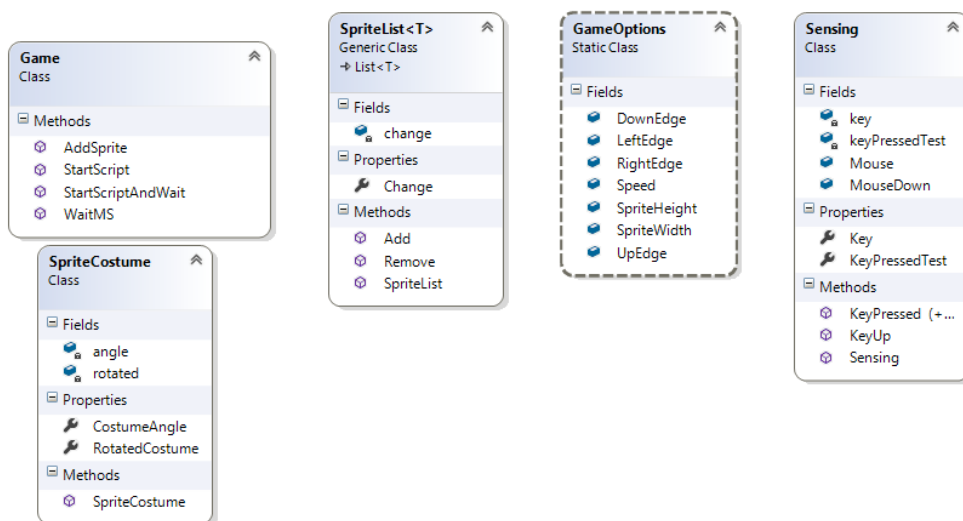 Game
Class
Methods
AddSprite
StartScript
StartScriptAndWait
WaitMS
SpriteCostume
Class
Fields
angle
rotated
Properties
CostumeAngle
RotatedCostume
Methods
SpriteCostume
SpriteList<T>
Generic Class
List<T>
Fields
change
Properties
Change
Methods
Add
Remove
SpriteList
GameOptions
Static Class
Fields
DownEdge
LeftEdge
RightEdge
Speed
SpriteHeight
SpriteWidth
UpEdge
Sensing
Class
Fields
key
keyPressedTest
Mouse
MouseDown
Properties
Key
KeyPressedTest
Methods
KeyPressed (+...
KeyUp
Sensing